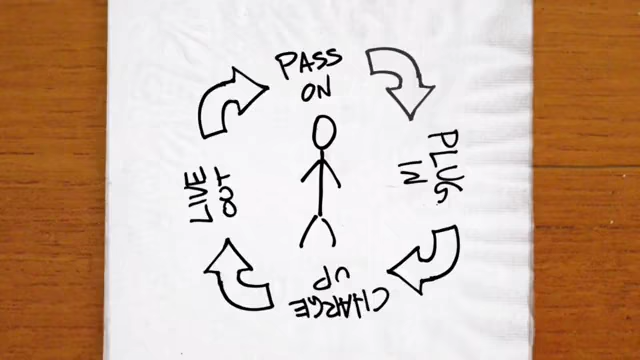 PASS
ON
PLUG
IN
CHARGE
UP
LIVE
OUT